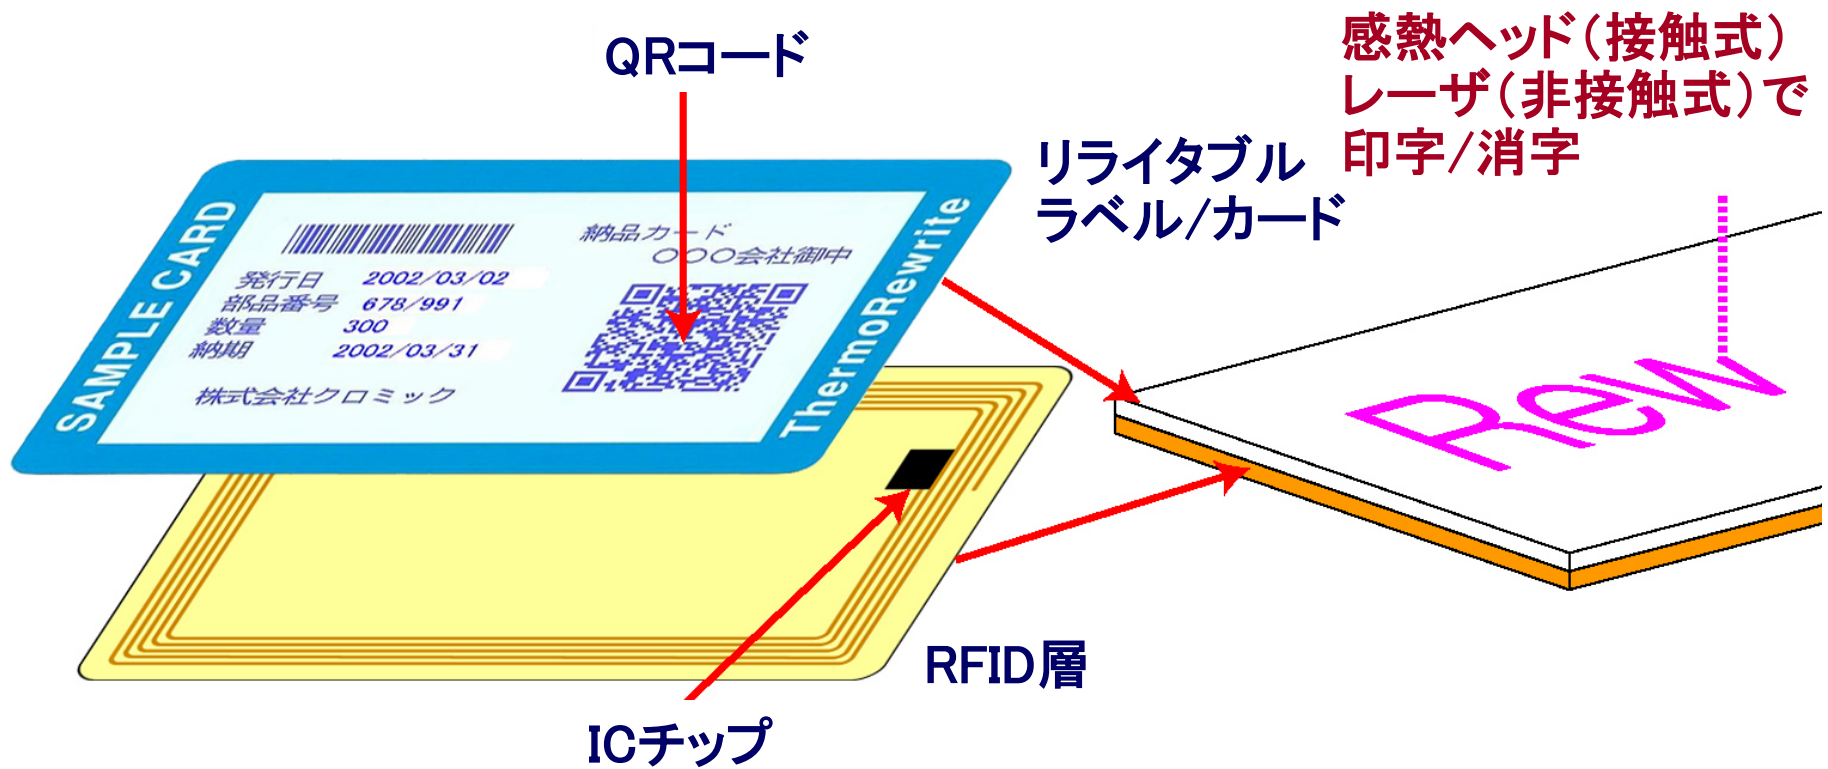 QRコード
感熱ヘッド(接触式)
レーザ(非接触式)で
印字/消字
リライタブル
ラベル/カード
SAMPLE CARD
納品カード
○○○会社御中
発行日 2002/03/02
部品番号 678/991
数量 300
納期 2002/03/31
株式会社クロミック
ThermoRewrite
Rew
RFID層
ICチップ